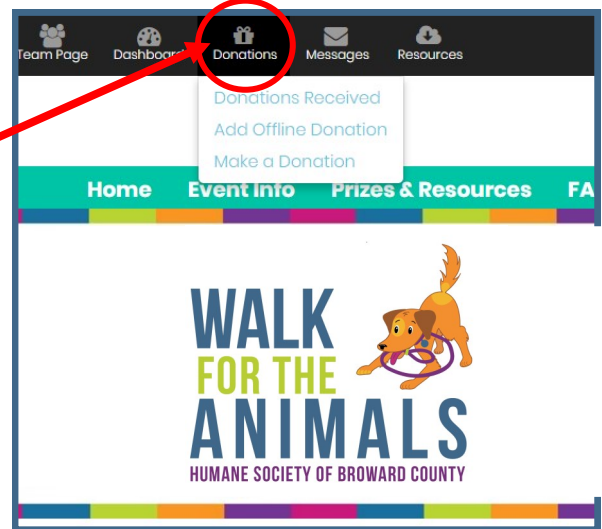 Team Page Dashboard Donations Messages Resources
Donations Received
Add Offline Donation
Make a Donation
Home Event Info Prizes & Resources FA
WALK
FOR THE
ANIMALS
HUMANE SOCIETY OF BROWARD COUNTY